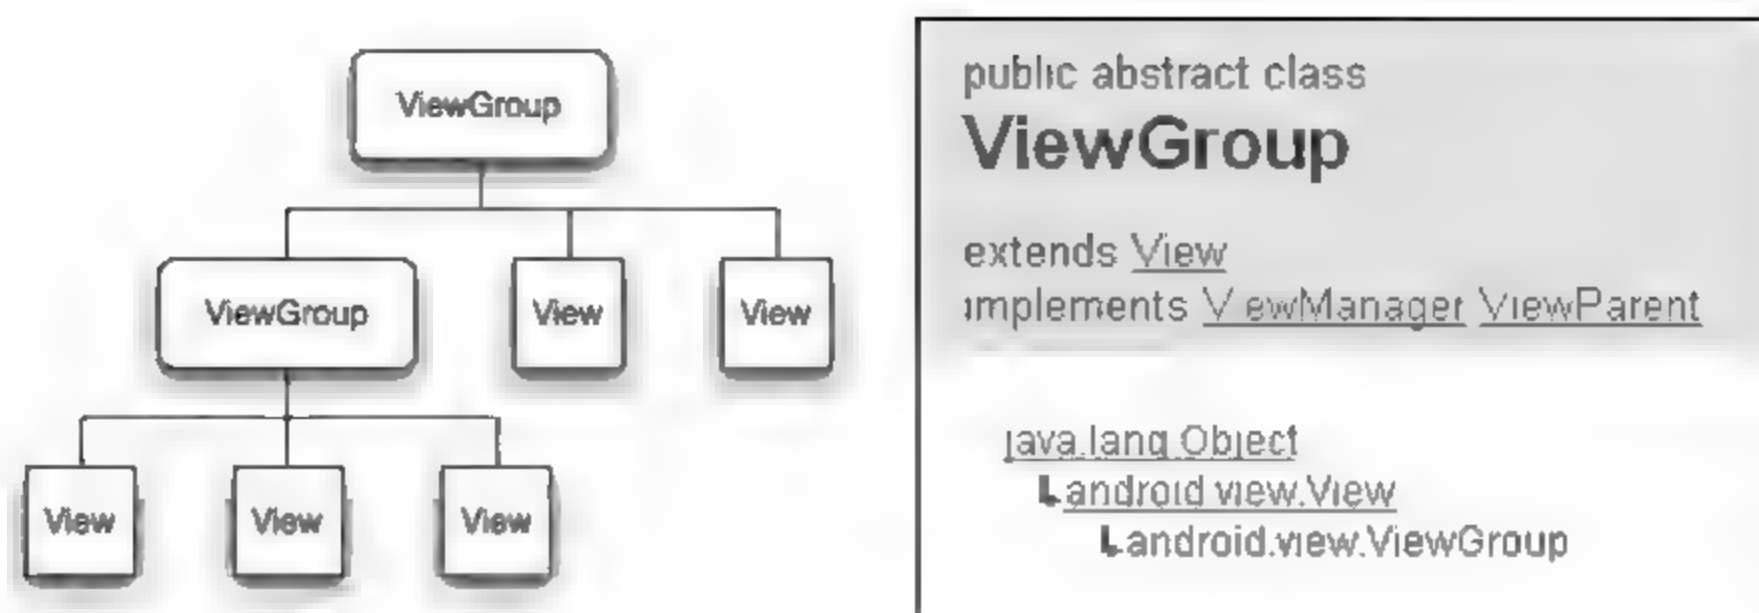 ViewGroup
ViewGroup View View
View View View
public abstract class
ViewGroup
extends View
implements ViewManager ViewParent
java.lang.Object
android.view.View
android.view.ViewGroup